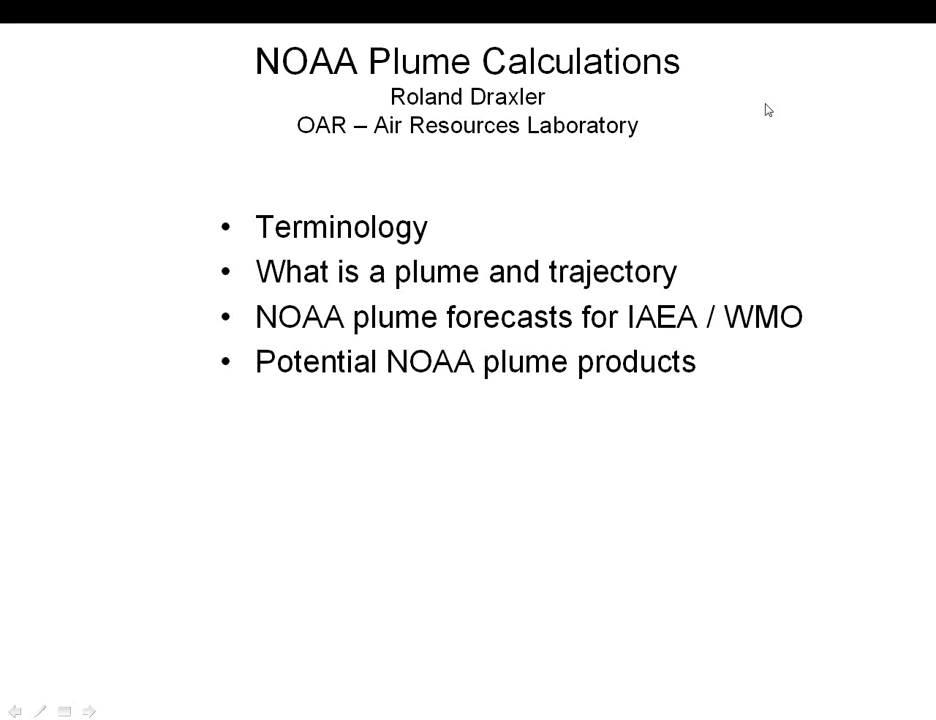 NOAA Plume Calculations
Roland Draxler
OAR – Air Resources Laboratory
• Terminology
• What is a plume and trajectory
• NOAA plume forecasts for IAEA / WMO
• Potential NOAA plume products